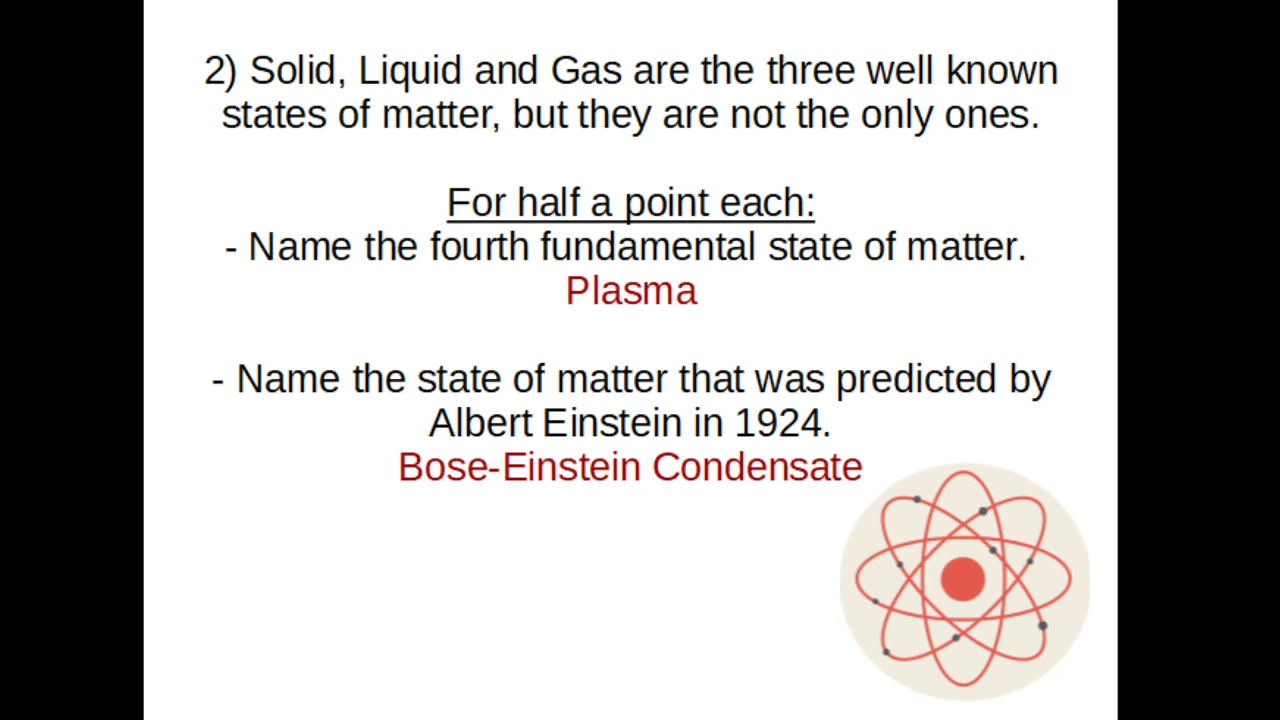 2) Solid, Liquid and Gas are the three well known
states of matter, but they are not the only ones.
For half a point each:
- Name the fourth fundamental state of matter.
Plasma
- Name the state of matter that was predicted by
Albert Einstein in 1924.
Bose-Einstein Condensate